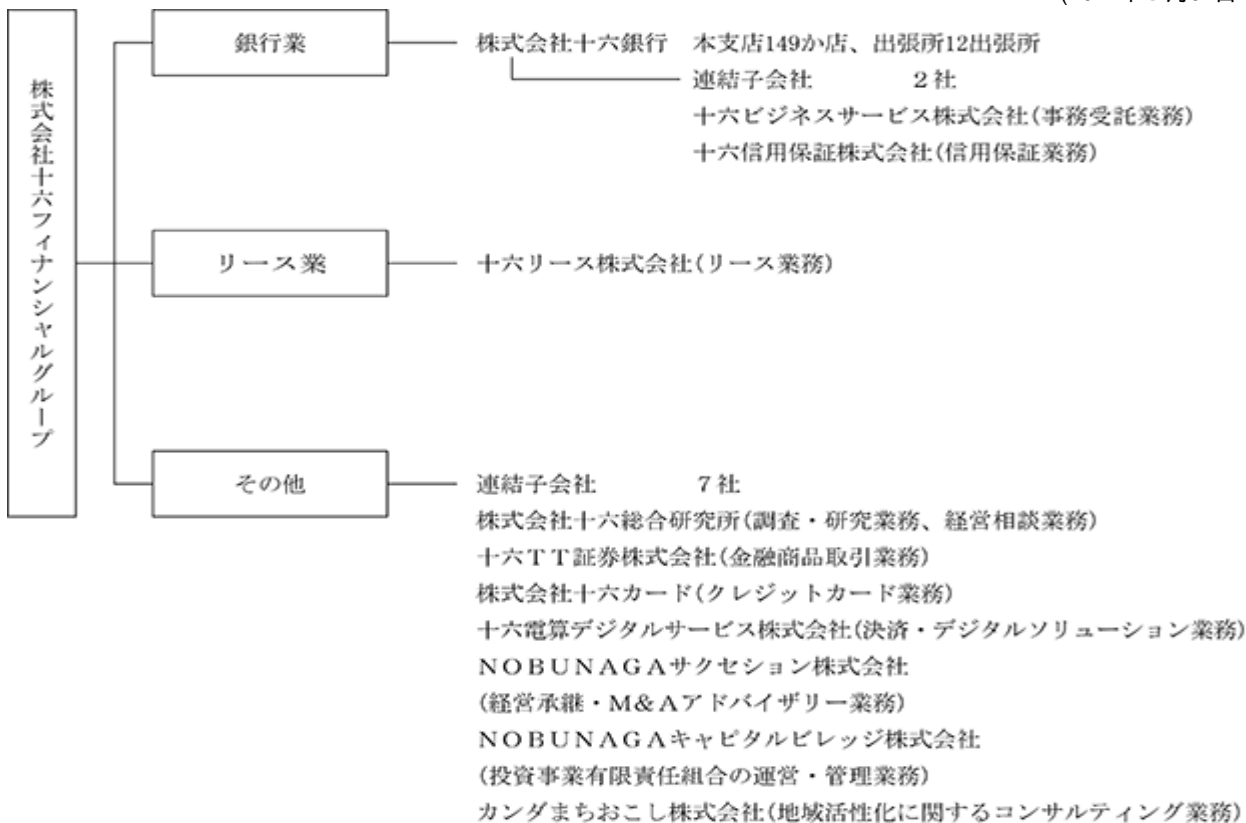 株式会社十六フィナンシャルグループ
銀行業
株式会社十六銀行 本支店149か店、出張所12出張所
連結子会社 2社
十六ビジネスサービス株式会社(事務受託業務)
十六信用保証株式会社(信用保証業務)
リース業
十六リース株式会社(リース業務)
その他
連結子会社 7社
株式会社十六総合研究所(調査・研究業務、経営相談業務)
十六TT証券株式会社(金融商品取引業務)
株式会社十六カード(クレジットカード業務)
十六電算デジタルサービス株式会社(決済・デジタルソリューション業務)
NOBUNAGAサクセション株式会社
(経営承継・M&Aアドバイザリー業務)
NOBUNAGAキャピタルビレッジ株式会社
(投資事業有限責任組合の運営・管理業務)
カンダまちおこし株式会社(地域活性化に関するコンサルティング業務)